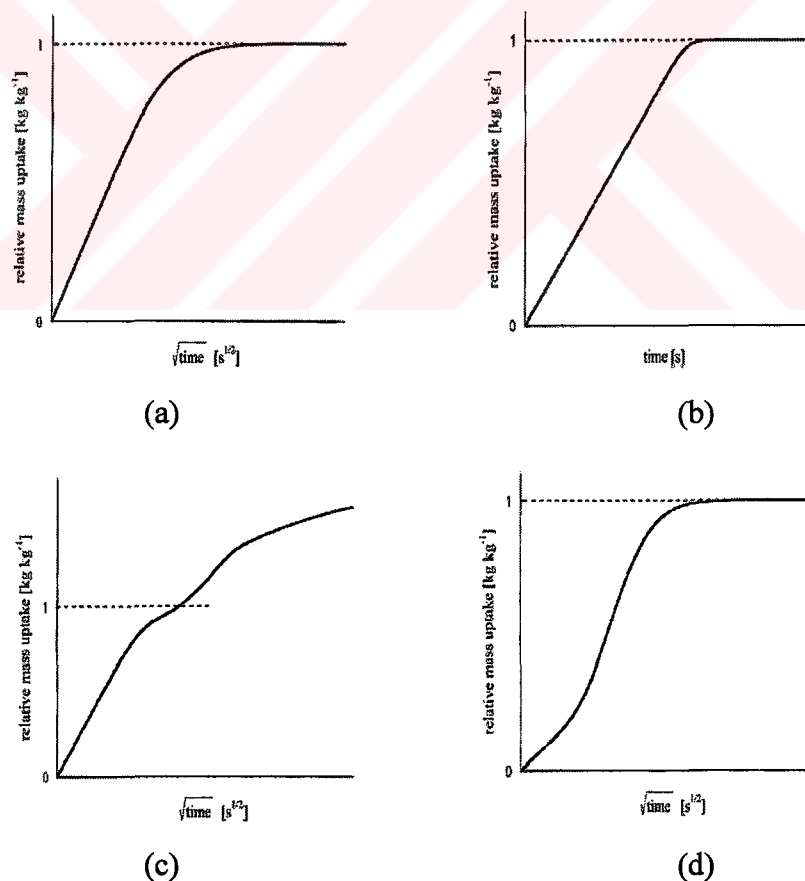 1
relative mass uptake [kg kg⁻¹]
0
√time [s^1/2]
(a)
1
relative mass uptake [kg kg⁻¹]
0
time [s]
(b)
1
relative mass uptake [kg kg⁻¹]
0
√time [s^1/2]
(c)
1
relative mass uptake [kg kg⁻¹]
0
√time [s^1/2]
(d)